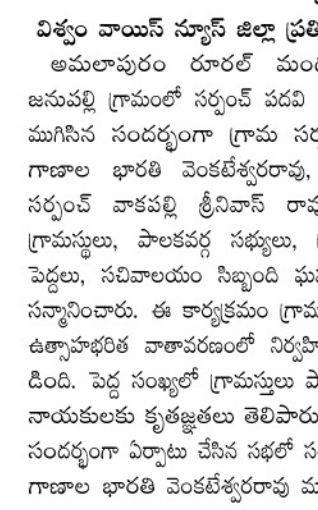 విశ్వం వాయిస్ న్యూస్ జిల్లా ప్రతి
అమలాపురం రూరల్ మం
జనుపల్లి గ్రామంలో సర్పంచ్ పదవి
ముగిసిన సందర్భంగా గ్రామ సర
గాణాల భారతి వెంకటేశ్వరరావు,
సర్పంచ్ వాకపల్లి శ్రీనివాస్ రావు
గ్రామస్థులు, పాలకవర్గ సభ్యులు,
పెద్దలు, సచివాలయం సిబ్బంది ఘ
సన్మానించారు. ఈ కార్యక్రమం గ్రామ
ఉత్సాహభరిత వాతావరణంలో నిర్వహి
డింది. పెద్ద సంఖ్యలో గ్రామస్తులు పా
నాయకులకు కృతజ్ఞతలు తెలిపారు
సందర్భంగా ఏర్పాటు చేసిన సభలో స
గాణాల భారతి వెంకటేశ్వరరావు మ